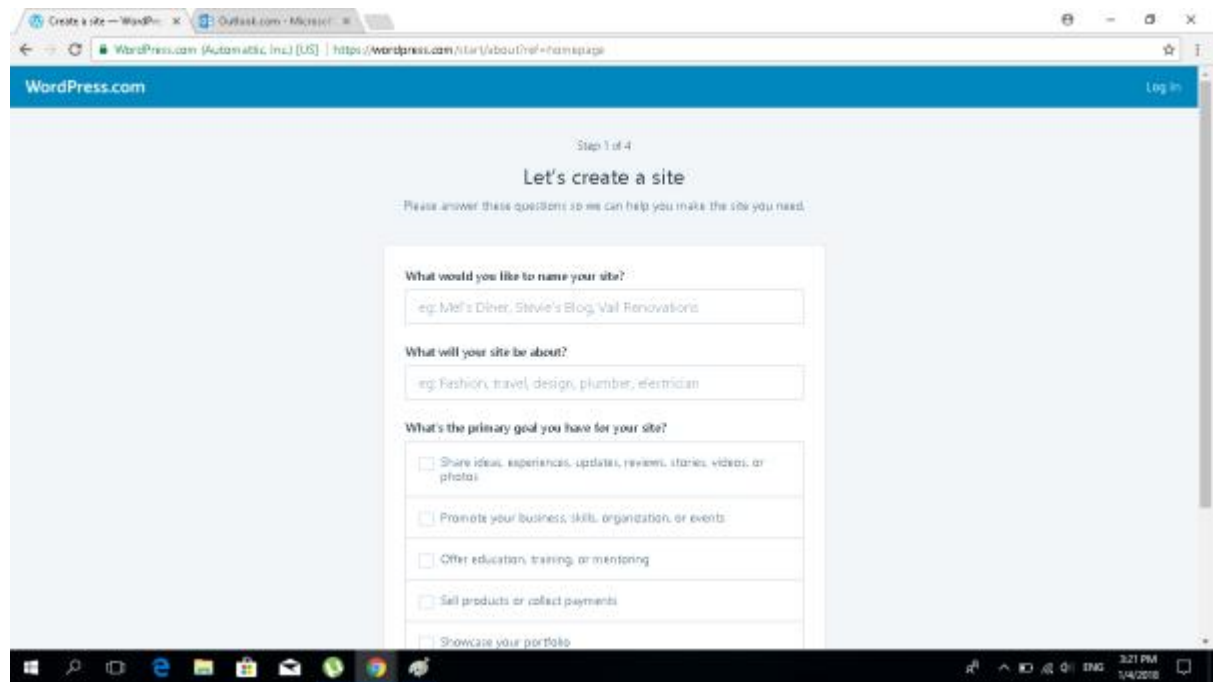 Create a site — WordPr
Outlook.com - Microsof
WordPress.com (Automattic, Inc.) [US] | https://wordpress.com/start/about?ref=homepage
WordPress.com
Log In
Step 1 of 4
Let's create a site
Please answer these questions so we can help you make the site you need.
What would you like to name your site?
eg: Mel's Diner, Stevie's Blog, Vail Renovations
What will your site be about?
eg: Fashion, travel, design, plumber, electrician
What's the primary goal you have for your site?
Share ideas, experiences, updates, reviews, stories, videos, or
photos
Promote your business, skills, organization, or events
Offer education, training, or mentoring
Sell products or collect payments
Showcase your portfolio
ENG
3:21 PM
1/4/2018